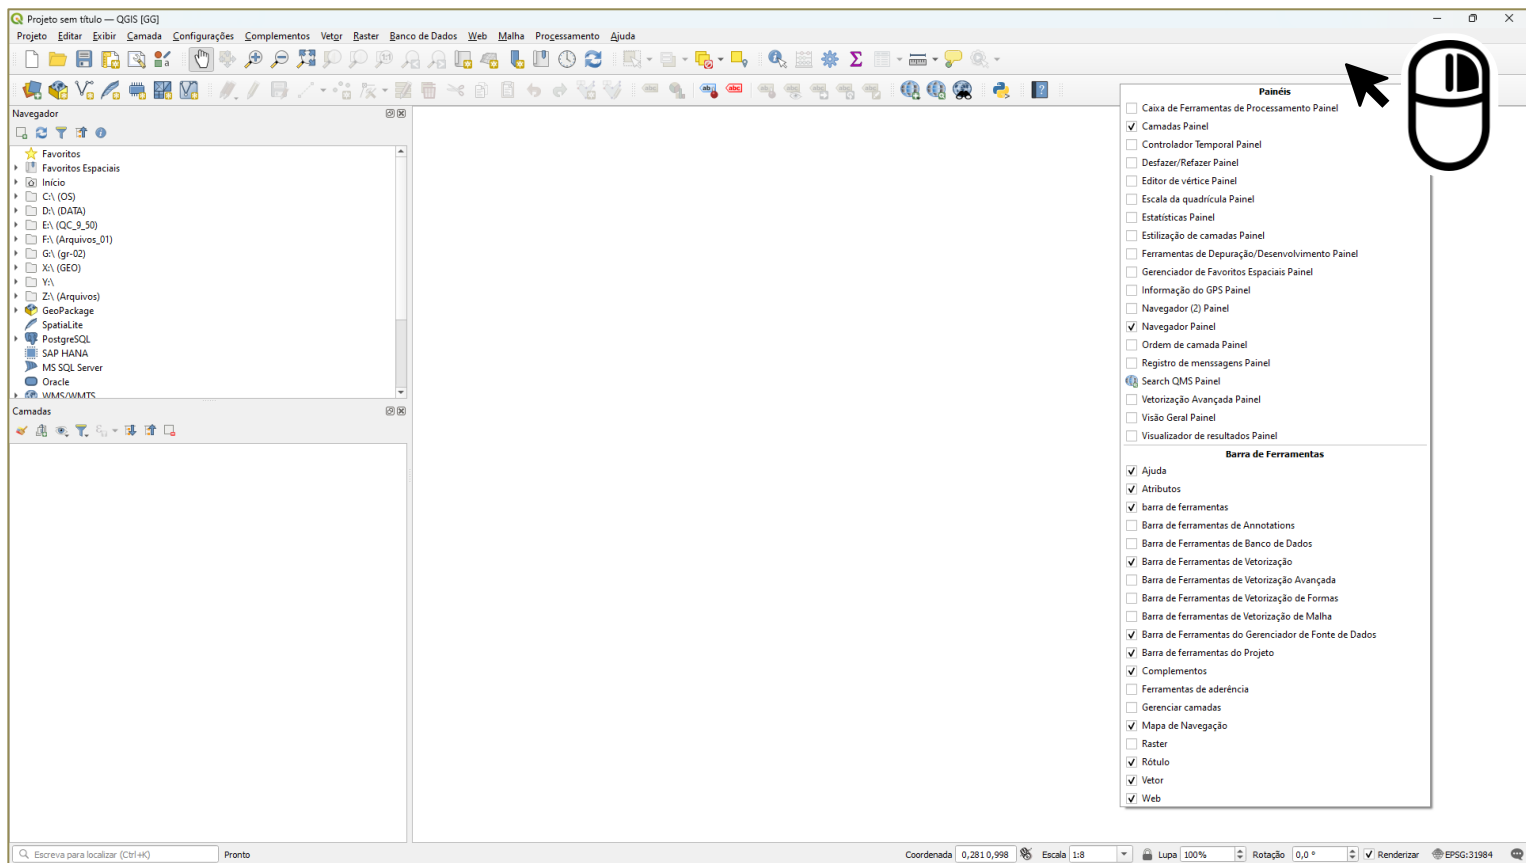 Projeto sem título — QGIS [GG]
Projeto Editar Exibir Camada Configurações Complementos Vetor Raster Banco de Dados Web Malha Processamento Ajuda
Navegador
Favoritos
Favoritos Espaciais
Início
C:\ (OS)
D:\ (DATA)
E:\ (QC_9_50)
F:\ (Arquivos_01)
G:\ (gr-02)
X:\ (GEO)
Y:\
Z:\ (Arquivos)
GeoPackage
SpatiaLite
PostgreSQL
SAP HANA
MS SQL Server
Oracle
WMS/WMTS
Camadas
Painéis
Caixa de Ferramentas de Processamento Painel
Camadas Painel
Controlador Temporal Painel
Desfazer/Refazer Painel
Editor de vértice Painel
Escala da quadrícula Painel
Estatísticas Painel
Estilização de camadas Painel
Ferramentas de Depuração/Desenvolvimento Painel
Gerenciador de Favoritos Espaciais Painel
Informação do GPS Painel
Navegador (2) Painel
Navegador Painel
Ordem de camada Painel
Registro de menssagens Painel
Search QMS Painel
Vetorização Avançada Painel
Visão Geral Painel
Visualizador de resultados Painel
Barra de Ferramentas
Ajuda
Atributos
barra de ferramentas
Barra de ferramentas de Annotations
Barra de Ferramentas de Banco de Dados
Barra de Ferramentas de Vetorização
Barra de Ferramentas de Vetorização Avançada
Barra de Ferramentas de Vetorização de Formas
Barra de ferramentas de Vetorização de Malha
Barra de Ferramentas do Gerenciador de Fonte de Dados
Barra de ferramentas do Projeto
Complementos
Ferramentas de aderência
Gerenciar camadas
Mapa de Navegação
Raster
Rótulo
Vetor
Web
Escreva para localizar (Ctrl+K) Pronto Coordenada 0,281 0,998 Escala 1:8 Lupa 100% Rotação 0,0 ° Renderizar EPSG:31984